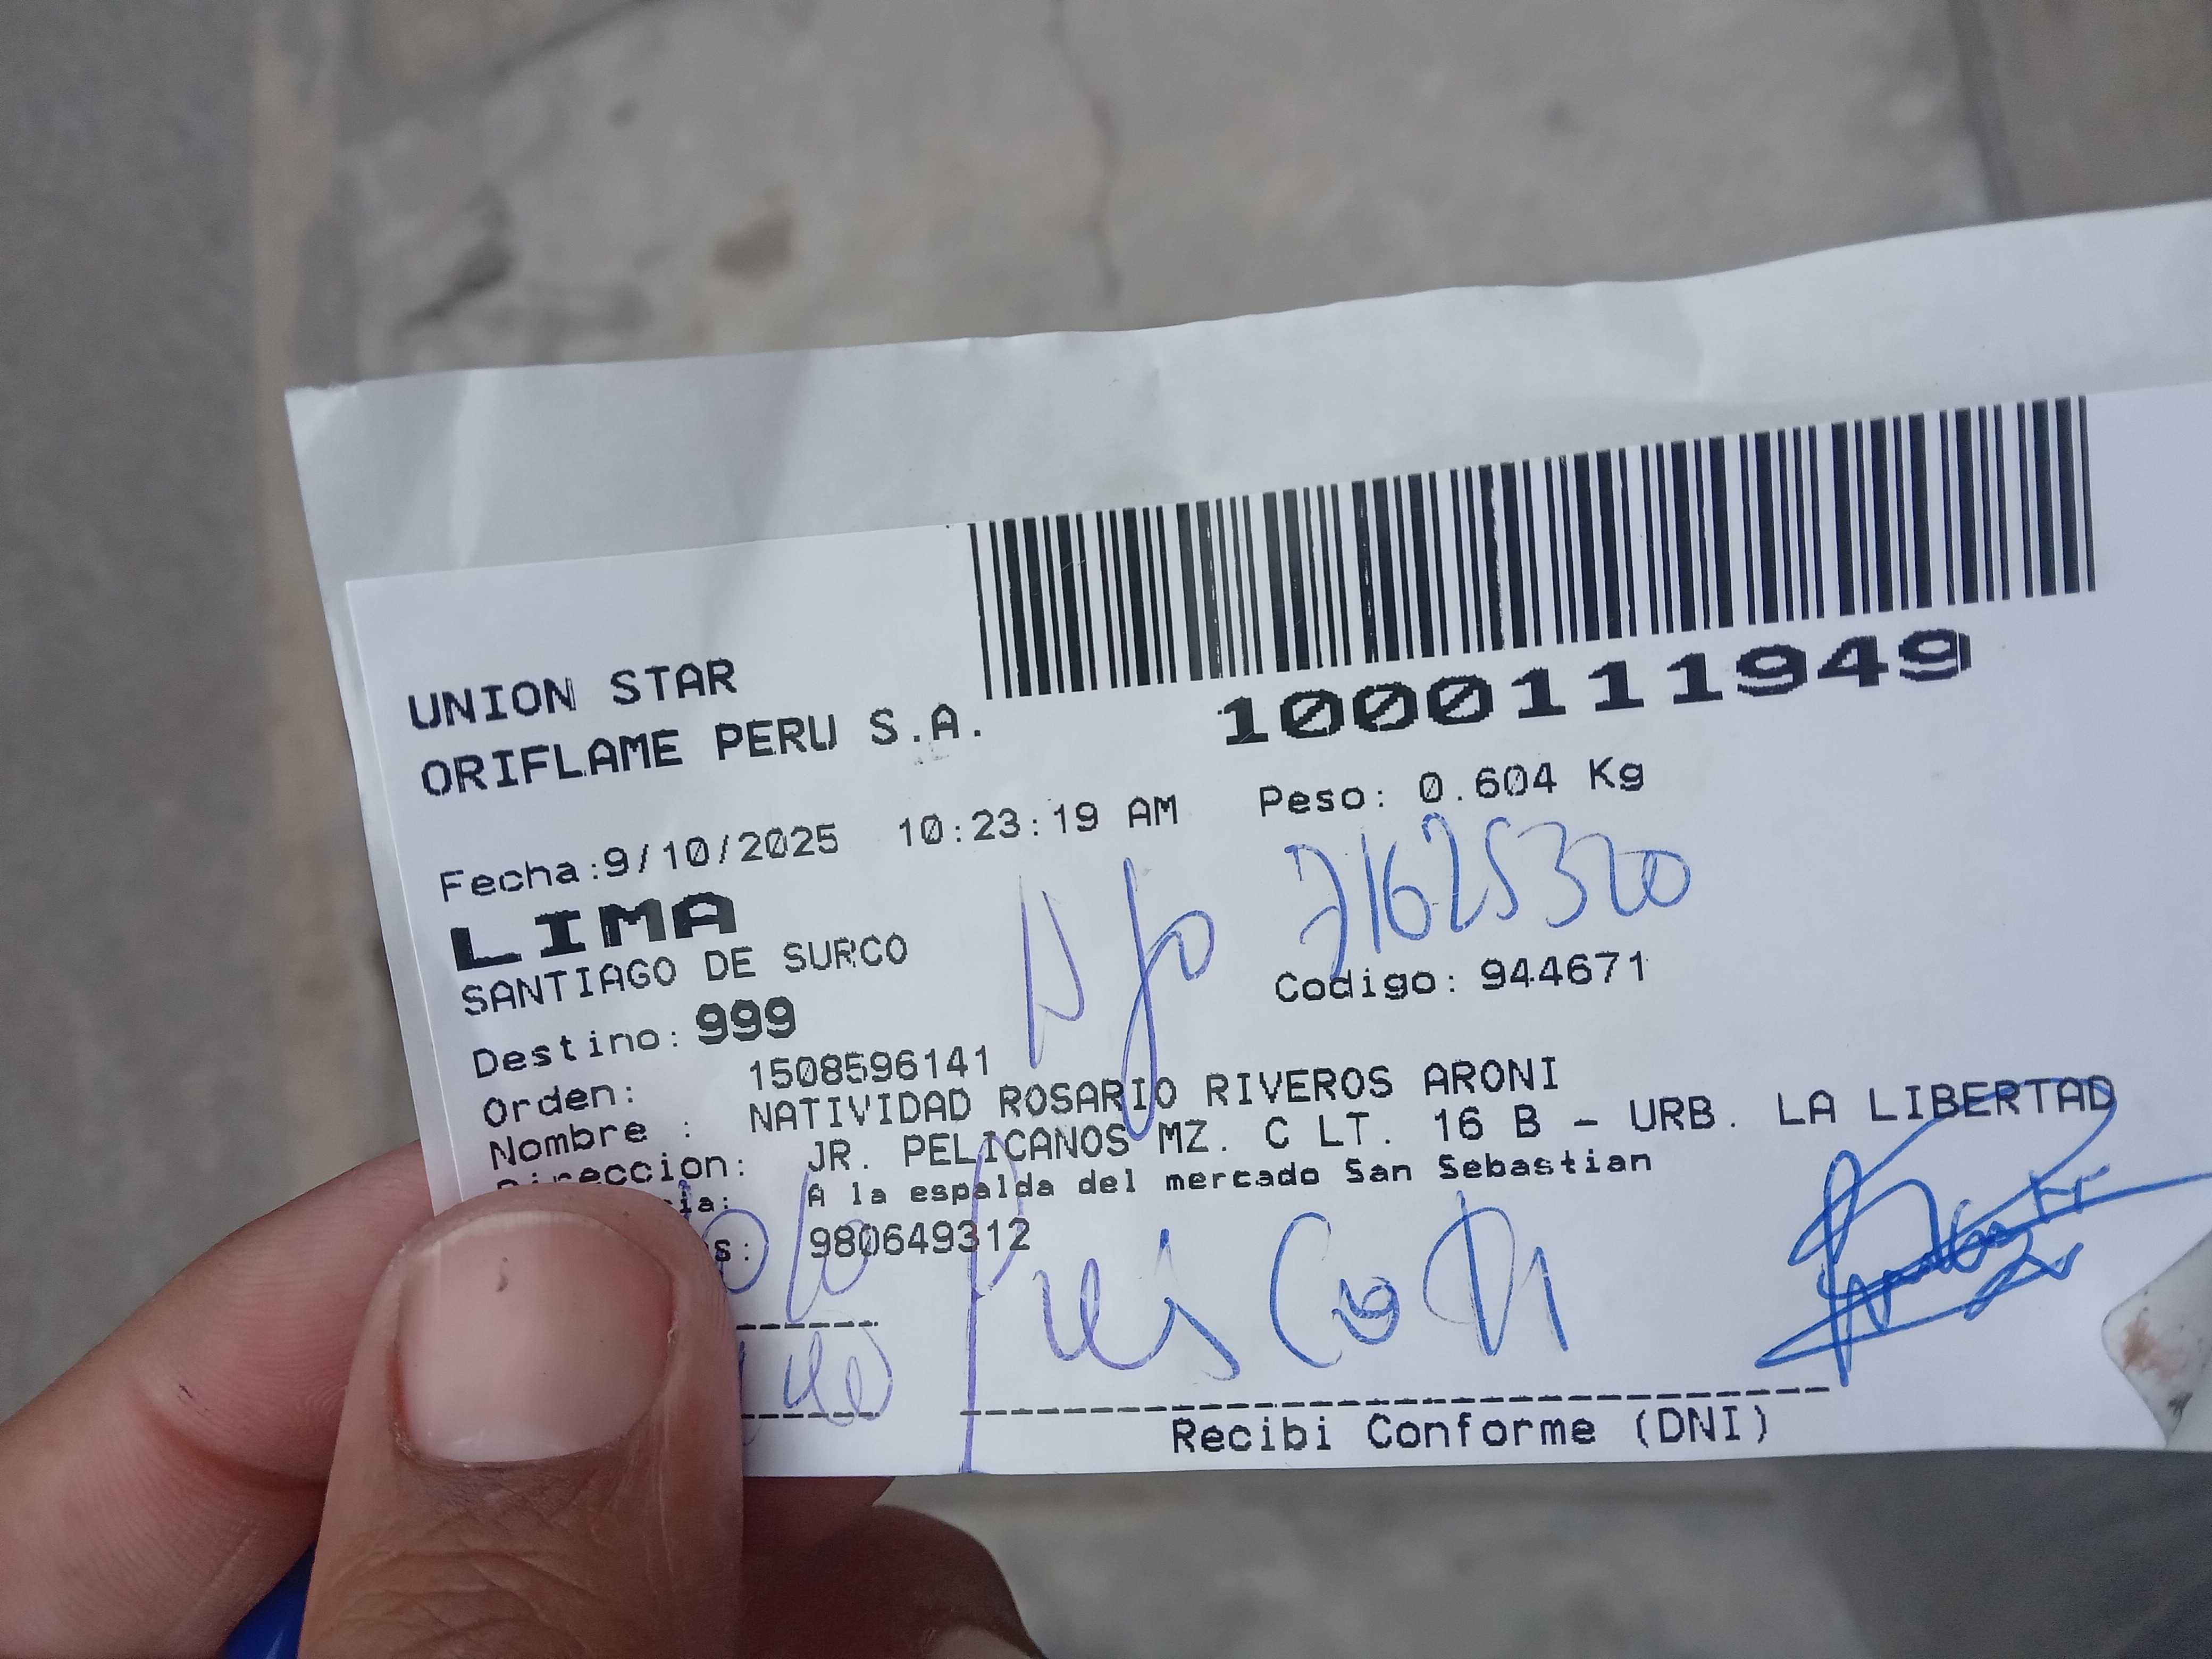 UNION STAR
ORIFLAME PERU S.A.
1000111949
Fecha:9/10/2025 10:23:19 AM Peso: 0.604 Kg
LIMA
71625320
SANTIAGO DE SURCO
Codigo: 944671
Destino: 999
Orden: 1508596141
Nombre : NATIVIDAD ROSARIO RIVEROS ARONI
Direccion: JR. PELICANOS MZ. C LT. 16 B - URB. LA LIBERTAD
A la espalda del mercado San Sebastian
980649312
Recibi Conforme (DNI)